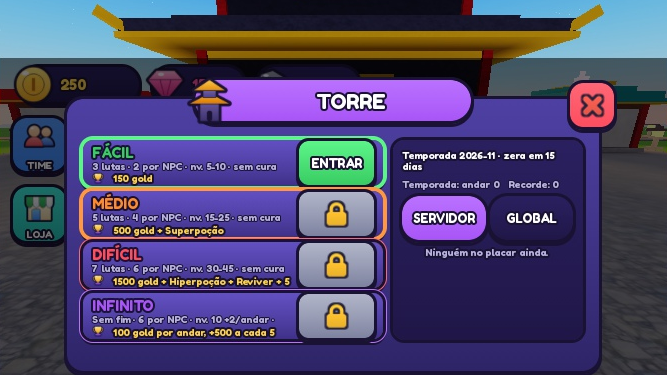 250
TORRE
TIME
LOJA
FÁCIL
3 lutas · 2 por NPC · nv. 5-10 · sem cura
150 gold
ENTRAR
MÉDIO
5 lutas · 4 por NPC · nv. 15-25 · sem cura
500 gold + Superpoção
DIFÍCIL
7 lutas · 6 por NPC · nv. 30-45 · sem cura
1500 gold + Hiperpoção + Reviver + 5
INFINITO
Sem fim · 6 por NPC · nv. 10 +2/andar ·
100 gold por andar, +500 a cada 5
Temporada 2026-11 · zera em 15
dias
Temporada: andar 0 Recorde: 0
SERVIDOR
GLOBAL
Ninguém no placar ainda.